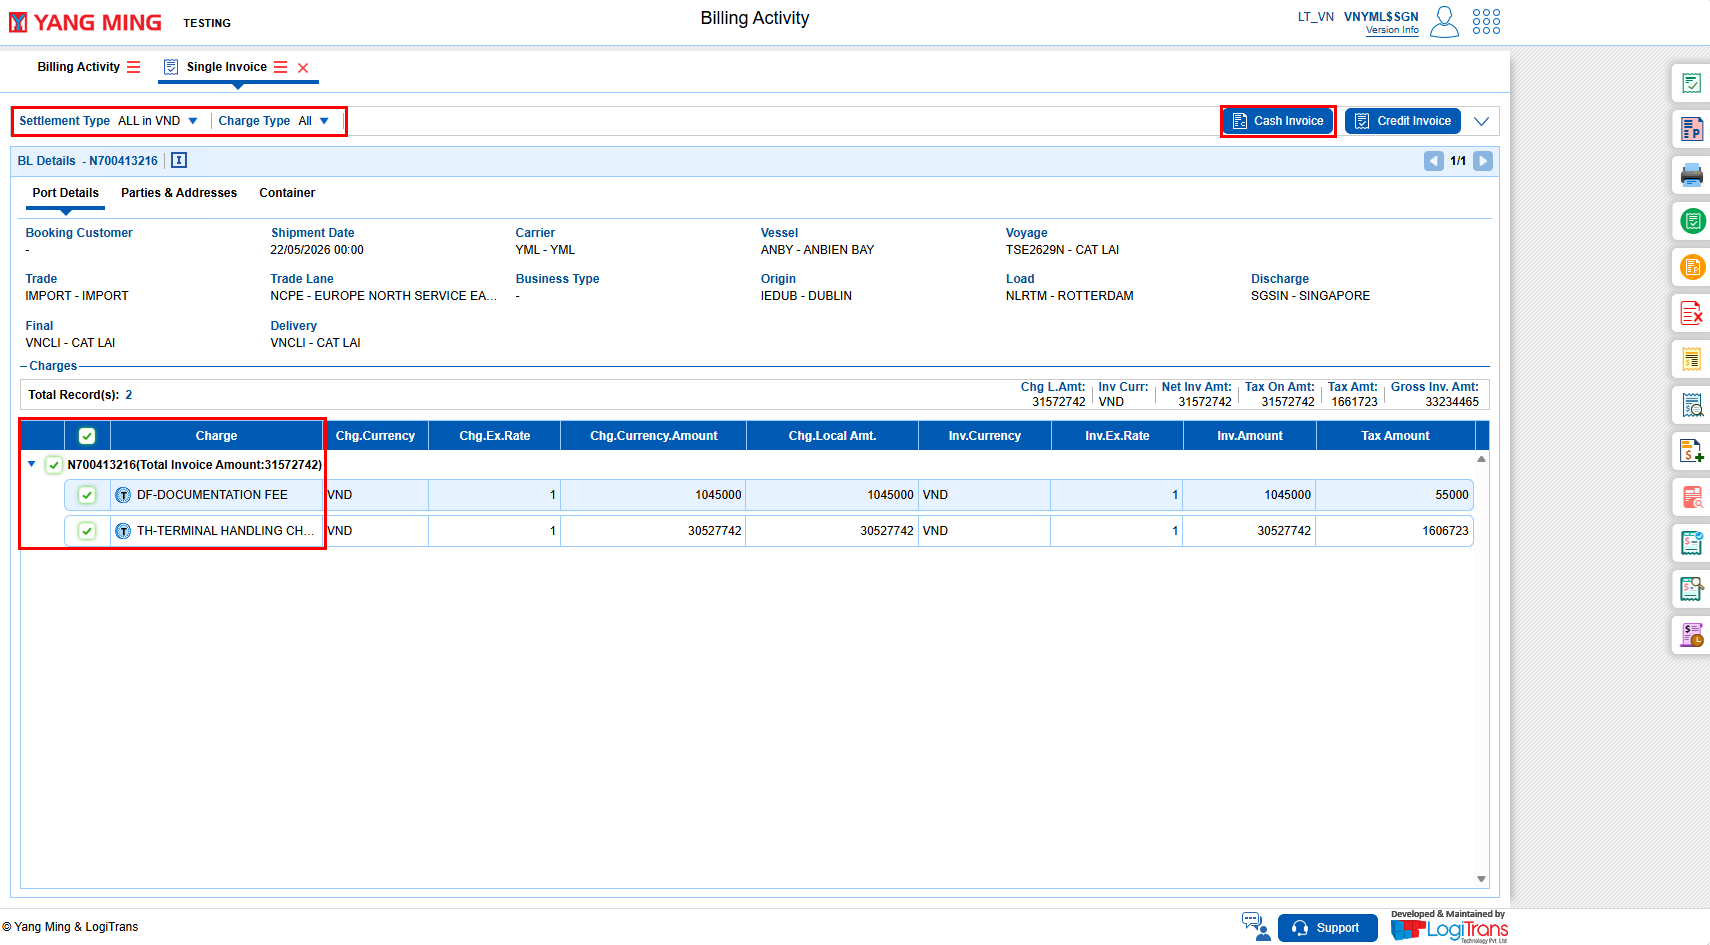 YANG MING TESTING Billing Activity LT_VN VNYML$SGN
Version Info
Billing Activity Single Invoice
Settlement Type ALL in VND Charge Type All Cash Invoice Credit Invoice
BL Details - N700413216 1/1
Port Details Parties & Addresses Container
Booking Customer Shipment Date Carrier Vessel Voyage
- 22/05/2026 00:00 YML - YML ANBY - ANBIEN BAY TSE2629N - CAT LAI
Trade Trade Lane Business Type Origin Load Discharge
IMPORT - IMPORT NCPE - EUROPE NORTH SERVICE EA... - IEDUB - DUBLIN NLRTM - ROTTERDAM SGSIN - SINGAPORE
Final Delivery
VNCLI - CAT LAI VNCLI - CAT LAI
Charges
Total Record(s): 2
Chg L.Amt: Inv Curr: Net Inv Amt: Tax On Amt: Tax Amt: Gross Inv. Amt:
31572742 VND 31572742 31572742 1661723 33234465
Charge Chg.Currency Chg.Ex.Rate Chg.Currency.Amount Chg.Local Amt. Inv.Currency Inv.Ex.Rate Inv.Amount Tax Amount
N700413216(Total Invoice Amount:31572742)
T DF-DOCUMENTATION FEE VND 1 1045000 1045000 VND 1 1045000 55000
T TH-TERMINAL HANDLING CH... VND 1 30527742 30527742 VND 1 30527742 1606723
© Yang Ming & LogiTrans
Support
Developed & Maintained by
LogiTrans
Technology Pvt. Ltd.